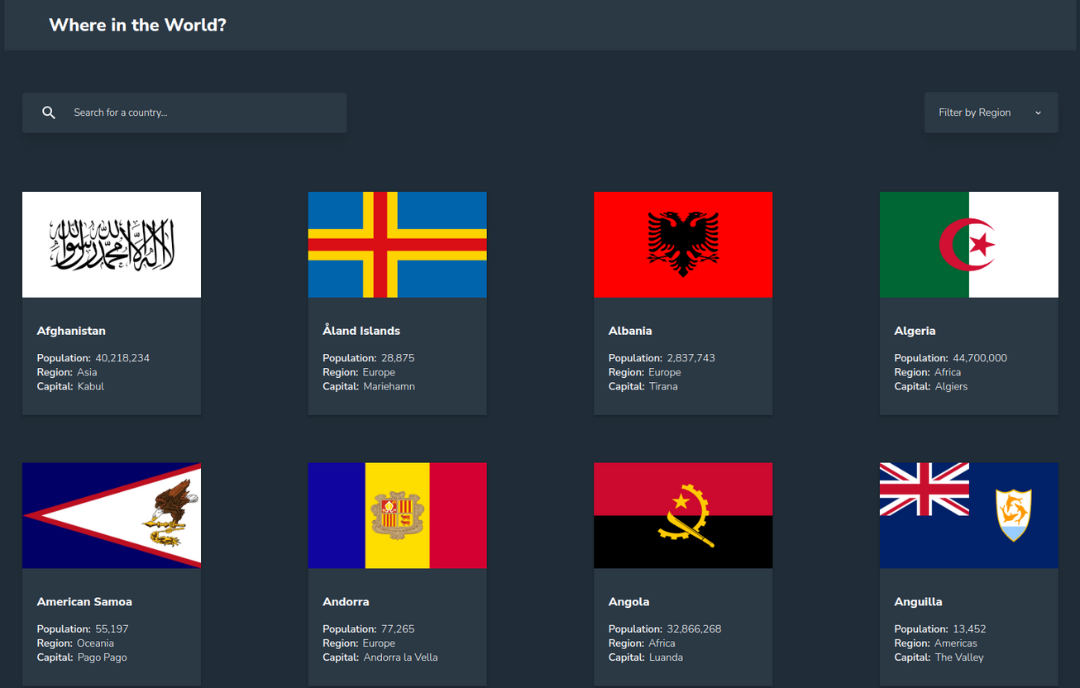 Where in the World?
Search for a country...
Filter by Region
لا إله إلا الله محمد رسول الله
Afghanistan
Population: 40,218,234
Region: Asia
Capital: Kabul
Åland Islands
Population: 28,875
Region: Europe
Capital: Mariehamn
Albania
Population: 2,837,743
Region: Europe
Capital: Tirana
Algeria
Population: 44,700,000
Region: Africa
Capital: Algiers
American Samoa
Population: 55,197
Region: Oceania
Capital: Pago Pago
Andorra
Population: 77,265
Region: Europe
Capital: Andorra la Vella
Angola
Population: 32,866,268
Region: Africa
Capital: Luanda
Anguilla
Population: 13,452
Region: Americas
Capital: The Valley